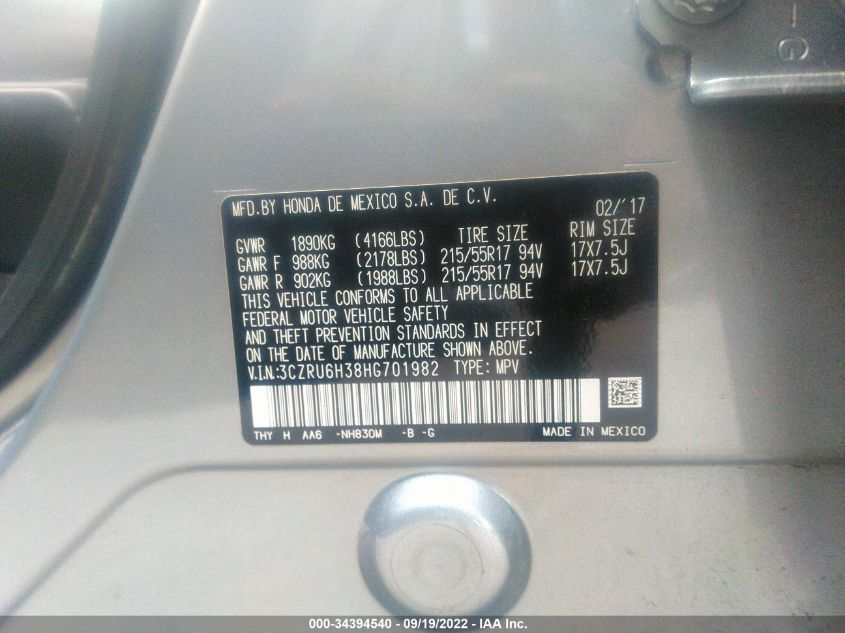 G
MFD.BY HONDA DE MEXICO S.A. DE C.V. 02/'17
GVWR 1890KG (4166LBS) TIRE SIZE RIM SIZE
GAWR F 988KG (2178LBS) 215/55R17 94V 17X7.5J
GAWR R 902KG (1988LBS) 215/55R17 94V 17X7.5J
THIS VEHICLE CONFORMS TO ALL APPLICABLE
FEDERAL MOTOR VEHICLE SAFETY
AND THEFT PREVENTION STANDARDS IN EFFECT
ON THE DATE OF MANUFACTURE SHOWN ABOVE.
V.I.N:3CZRU6H38HG701982 TYPE: MPV
THY H AA6 -NH830M -B -G MADE IN MEXICO
000-34394540 - 09/19/2022 - IAA Inc.